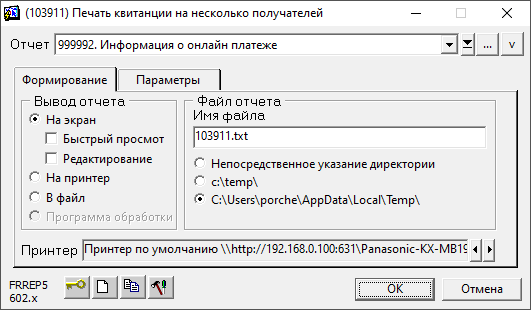 (103911) Печать квитанции на несколько получателей
Отчет 999992. Информация о онлайн платеже ... v
Формирование Параметры
Вывод отчета
На экран
Быстрый просмот
Редактирование
На принтер
В файл
Программа обработки
Файл отчета
Имя файла
103911.txt
Непосредственное указание директории
c:\temp\
C:\Users\porche\AppData\Local\Temp\
Принтер Принтер по умолчанию \\http://192.168.0.100:631\Panasonic-KX-MB19
FRREP5
602.x
OK
Отмена